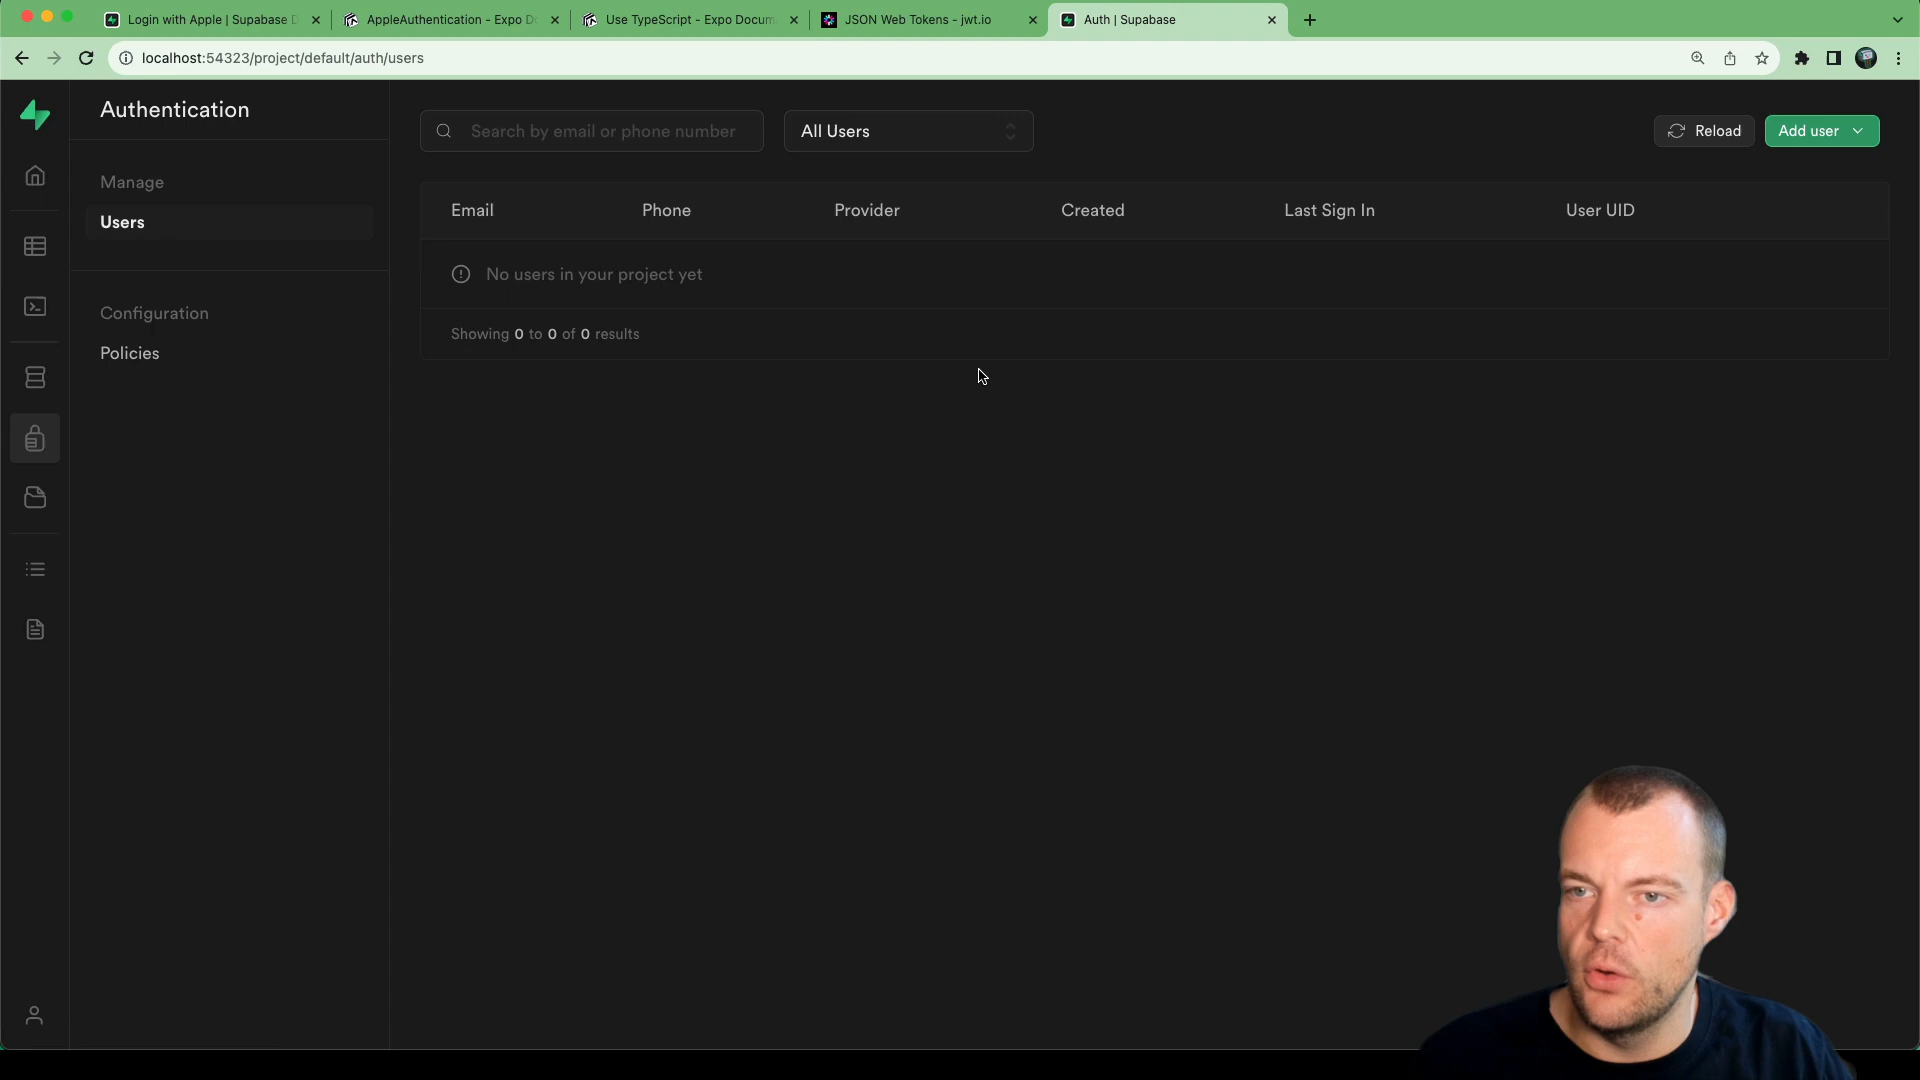 Login with Apple | Supabase D
AppleAuthentication - Expo Do
Use TypeScript - Expo Docum
JSON Web Tokens - jwt.io
Auth | Supabase
localhost:54323/project/default/auth/users
Authentication
Search by email or phone number
All Users
Reload
Add user
Manage
Users
Email
Phone
Provider
Created
Last Sign In
User UID
No users in your project yet
Configuration
Showing 0 to 0 of 0 results
Policies